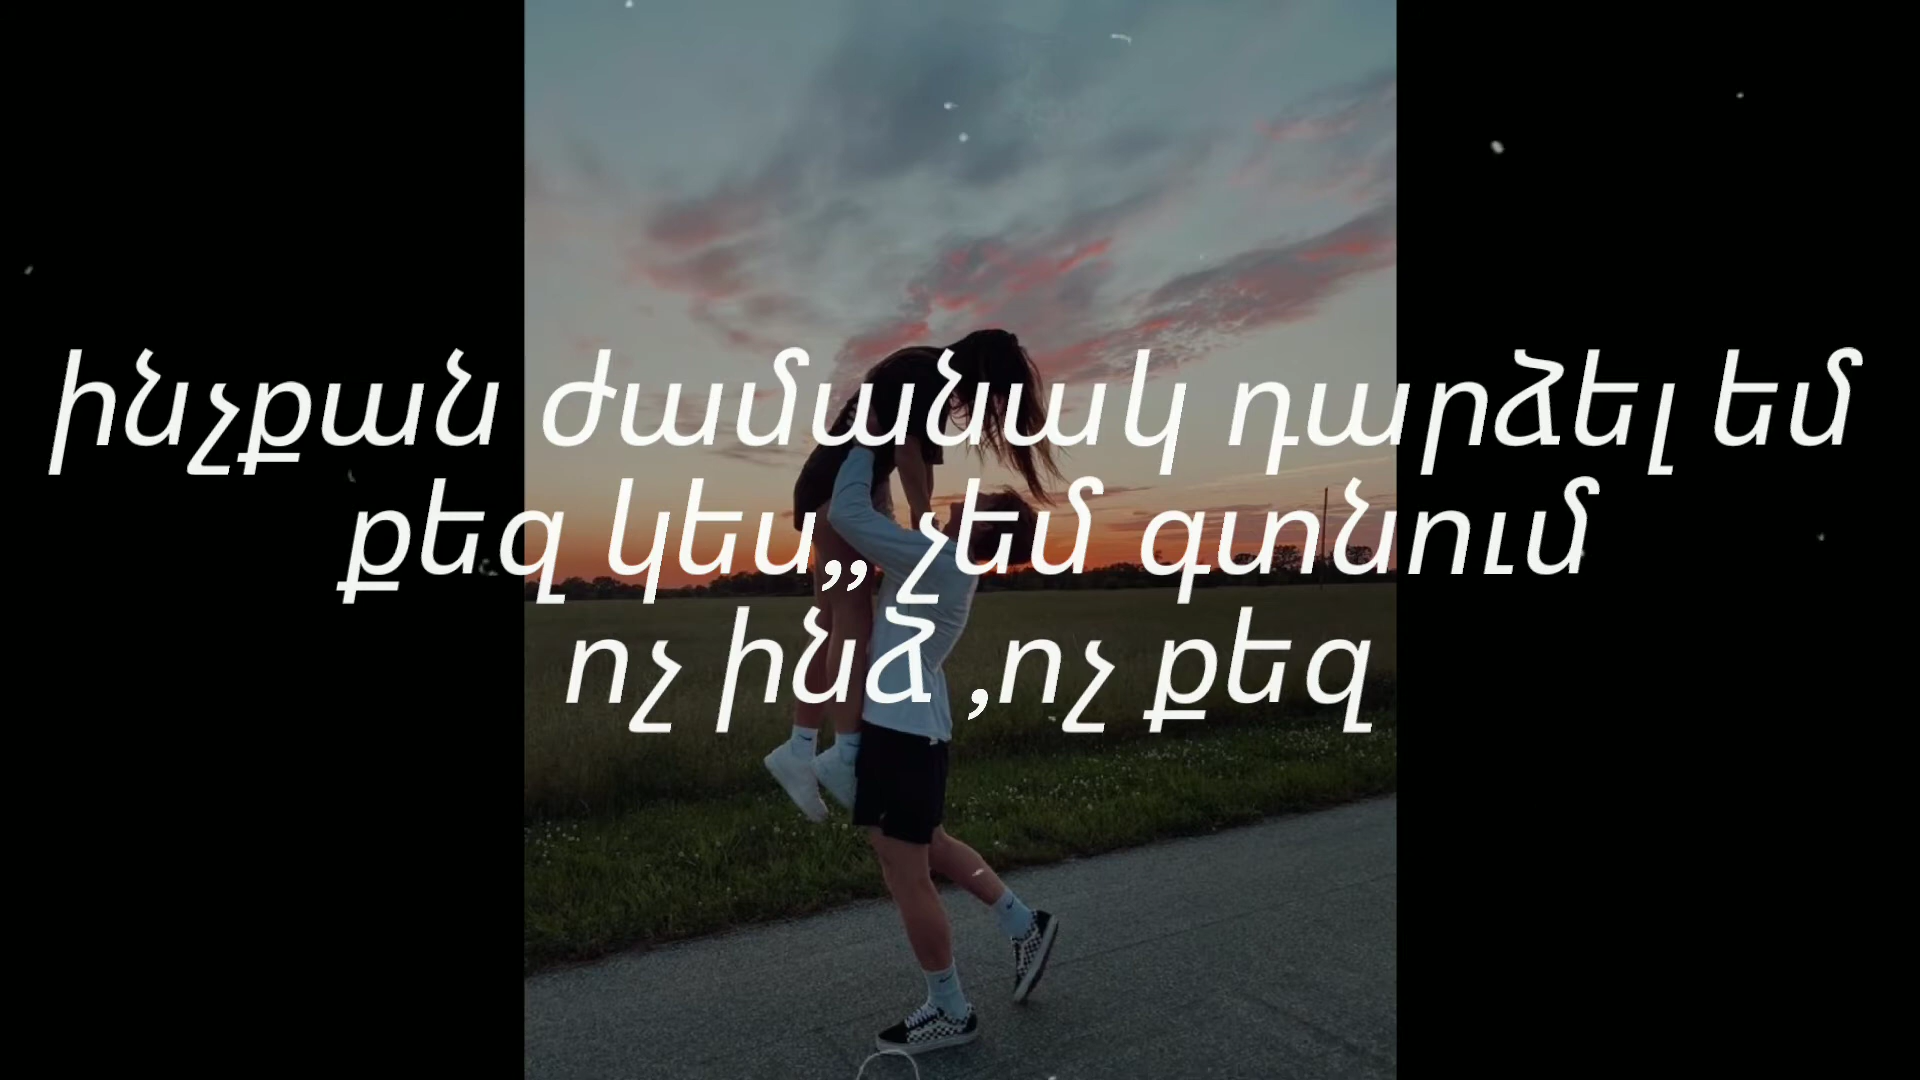 ինչքան ժամանակ դարձել եմ
քեզ կես,,, չեմ գտնում
ոչ ինձ ,ոչ քեզ